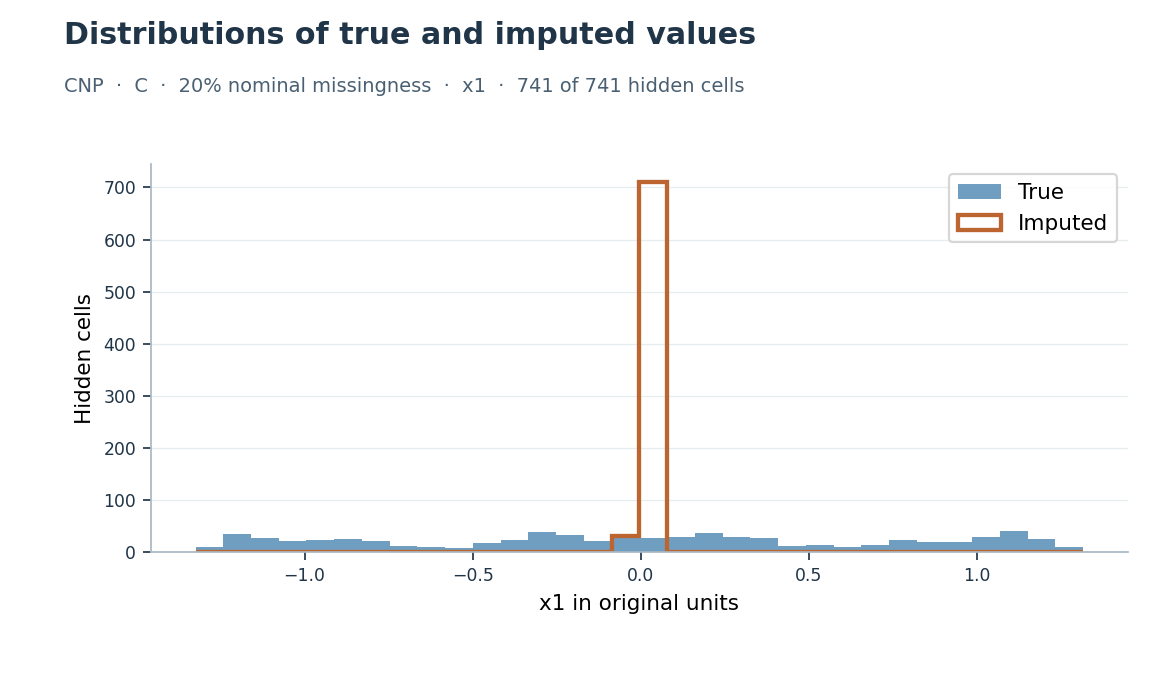 Distributions of true and imputed values
CNP · C · 20% nominal missingness · x1 · 741 of 741 hidden cells
True
Imputed
Hidden cells
700
600
500
400
300
200
100
0
−1.0
−0.5
0.0
0.5
1.0
x1 in original units